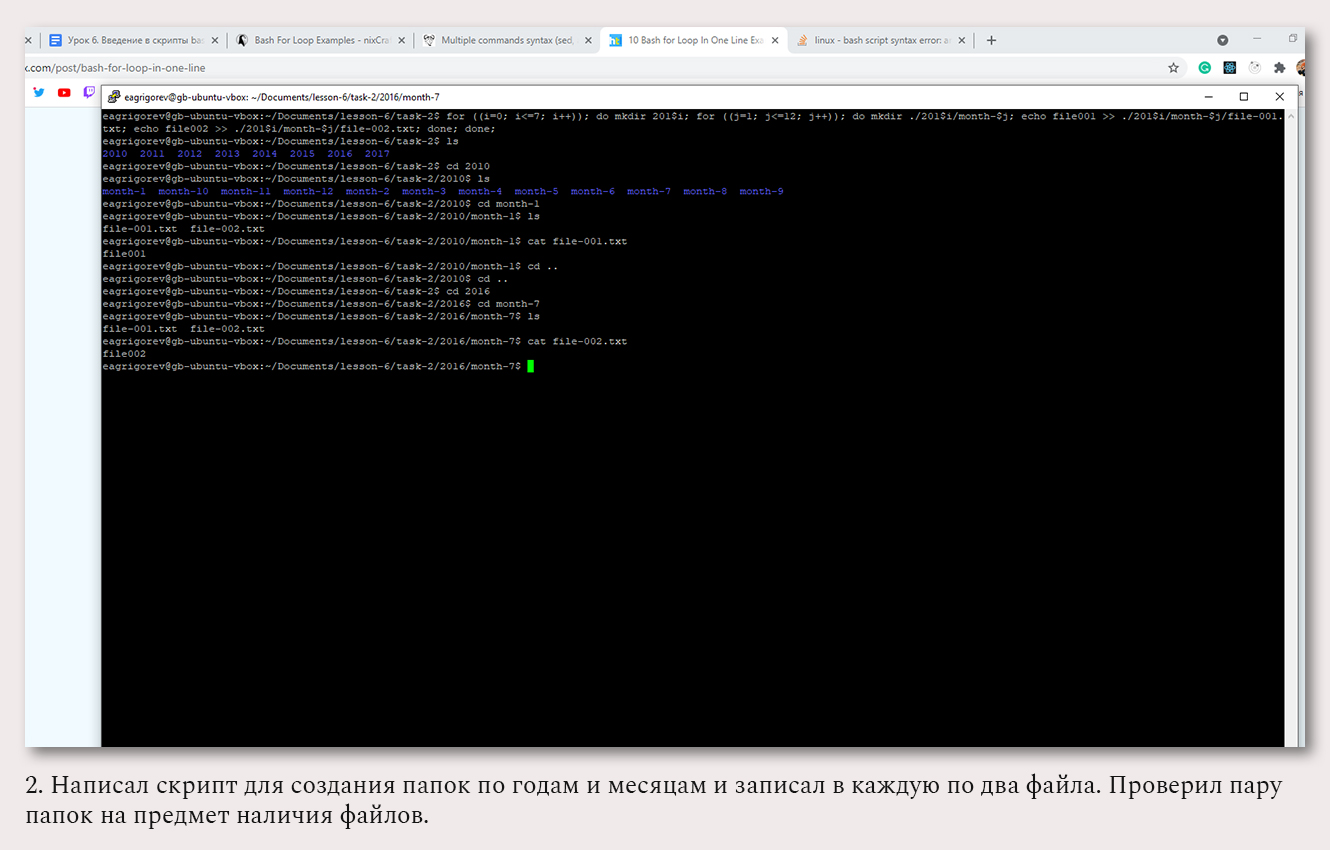 Урок 6. Введение в скрипты bas
Bash For Loop Examples - nixCra
Multiple commands syntax (sed,
10 Bash for Loop In One Line Exa
linux - bash script syntax error: a
.com/post/bash-for-loop-in-one-line
eagrigorev@gb-ubuntu-vbox: ~/Documents/lesson-6/task-2/2016/month-7
eagrigorev@gb-ubuntu-vbox:~/Documents/lesson-6/task-2$ for ((i=0; i<=7; i++)); do mkdir 201$i; for ((j=1; j<=12; j++)); do mkdir ./201$i/month-$j; echo file001 >> ./201$i/month-$j/file-001.
txt; echo file002 >> ./201$i/month-$j/file-002.txt; done; done;
eagrigorev@gb-ubuntu-vbox:~/Documents/lesson-6/task-2$ ls
2010 2011 2012 2013 2014 2015 2016 2017
eagrigorev@gb-ubuntu-vbox:~/Documents/lesson-6/task-2$ cd 2010
eagrigorev@gb-ubuntu-vbox:~/Documents/lesson-6/task-2/2010$ ls
month-1 month-10 month-11 month-12 month-2 month-3 month-4 month-5 month-6 month-7 month-8 month-9
eagrigorev@gb-ubuntu-vbox:~/Documents/lesson-6/task-2/2010$ cd month-1
eagrigorev@gb-ubuntu-vbox:~/Documents/lesson-6/task-2/2010/month-1$ ls
file-001.txt file-002.txt
eagrigorev@gb-ubuntu-vbox:~/Documents/lesson-6/task-2/2010/month-1$ cat file-001.txt
file001
eagrigorev@gb-ubuntu-vbox:~/Documents/lesson-6/task-2/2010/month-1$ cd ..
eagrigorev@gb-ubuntu-vbox:~/Documents/lesson-6/task-2/2010$ cd ..
eagrigorev@gb-ubuntu-vbox:~/Documents/lesson-6/task-2$ cd 2016
eagrigorev@gb-ubuntu-vbox:~/Documents/lesson-6/task-2/2016$ cd month-7
eagrigorev@gb-ubuntu-vbox:~/Documents/lesson-6/task-2/2016/month-7$ ls
file-001.txt file-002.txt
eagrigorev@gb-ubuntu-vbox:~/Documents/lesson-6/task-2/2016/month-7$ cat file-002.txt
file002
eagrigorev@gb-ubuntu-vbox:~/Documents/lesson-6/task-2/2016/month-7$
2. Написал скрипт для создания папок по годам и месяцам и записал в каждую по два файла. Проверил пару
папок на предмет наличия файлов.